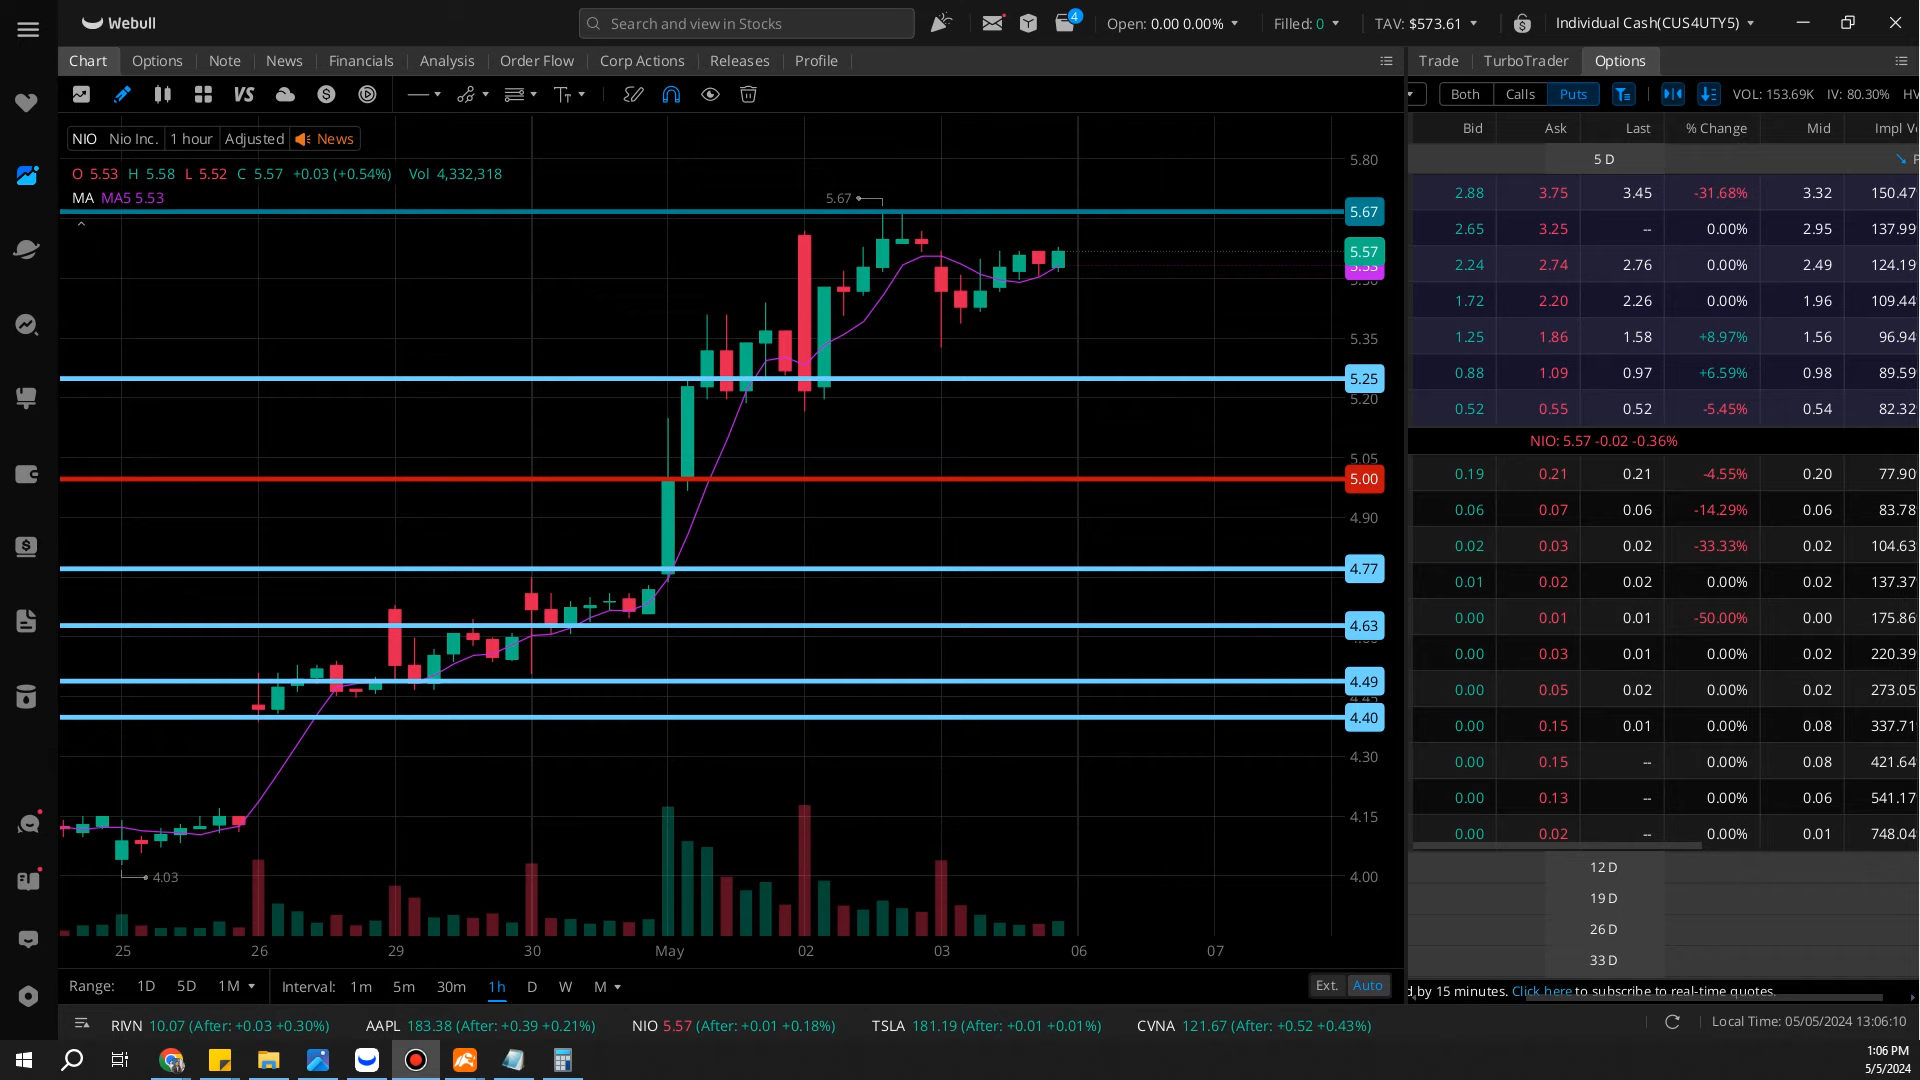 Webull
Search and view in Stocks
4
Open: 0.00 0.00%
Filled: 0
TAV: $573.61
Individual Cash(CUS4UTY5)
Chart Options Note News Financials Analysis Order Flow Corp Actions Releases Profile
Trade TurboTrader Options
VS
Both Calls Puts VOL: 153.69K IV: 80.30% HV
NIO Nio Inc. 1 hour Adjusted News
O 5.53 H 5.58 L 5.52 C 5.57 +0.03 (+0.54%) Vol 4,332,318
MA MA5 5.53
5.67
5.80
5.67
5.57
5.53
5.35
5.25
5.20
5.05
5.00
4.90
4.77
4.63
4.49
4.40
4.30
4.15
4.03
4.00
25 26 29 30 May 02 03 06 07
Range: 1D 5D 1M Interval: 1m 5m 30m 1h D W M Ext. Auto
Bid Ask Last % Change Mid Impl V
5 D
2.88 3.75 3.45 -31.68% 3.32 150.47
2.65 3.25 -- 0.00% 2.95 137.99
2.24 2.74 2.76 0.00% 2.49 124.19
1.72 2.20 2.26 0.00% 1.96 109.44
1.25 1.86 1.58 +8.97% 1.56 96.94
0.88 1.09 0.97 +6.59% 0.98 89.59
0.52 0.55 0.52 -5.45% 0.54 82.32
NIO: 5.57 -0.02 -0.36%
0.19 0.21 0.21 -4.55% 0.20 77.90
0.06 0.07 0.06 -14.29% 0.06 83.78
0.02 0.03 0.02 -33.33% 0.02 104.63
0.01 0.02 0.02 0.00% 0.02 137.37
0.00 0.01 0.01 -50.00% 0.00 175.86
0.00 0.03 0.01 0.00% 0.02 220.39
0.00 0.05 0.02 0.00% 0.02 273.05
0.00 0.15 0.01 0.00% 0.08 337.71
0.00 0.15 -- 0.00% 0.08 421.64
0.00 0.13 -- 0.00% 0.06 541.17
0.00 0.02 -- 0.00% 0.01 748.04
12 D
19 D
26 D
33 D
d by 15 minutes. Click here to subscribe to real-time quotes.
RIVN 10.07 (After: +0.03 +0.30%) AAPL 183.38 (After: +0.39 +0.21%) NIO 5.57 (After: +0.01 +0.18%) TSLA 181.19 (After: +0.01 +0.01%) CVNA 121.67 (After: +0.52 +0.43%)
Local Time: 05/05/2024 13:06:10
1:06 PM
5/5/2024